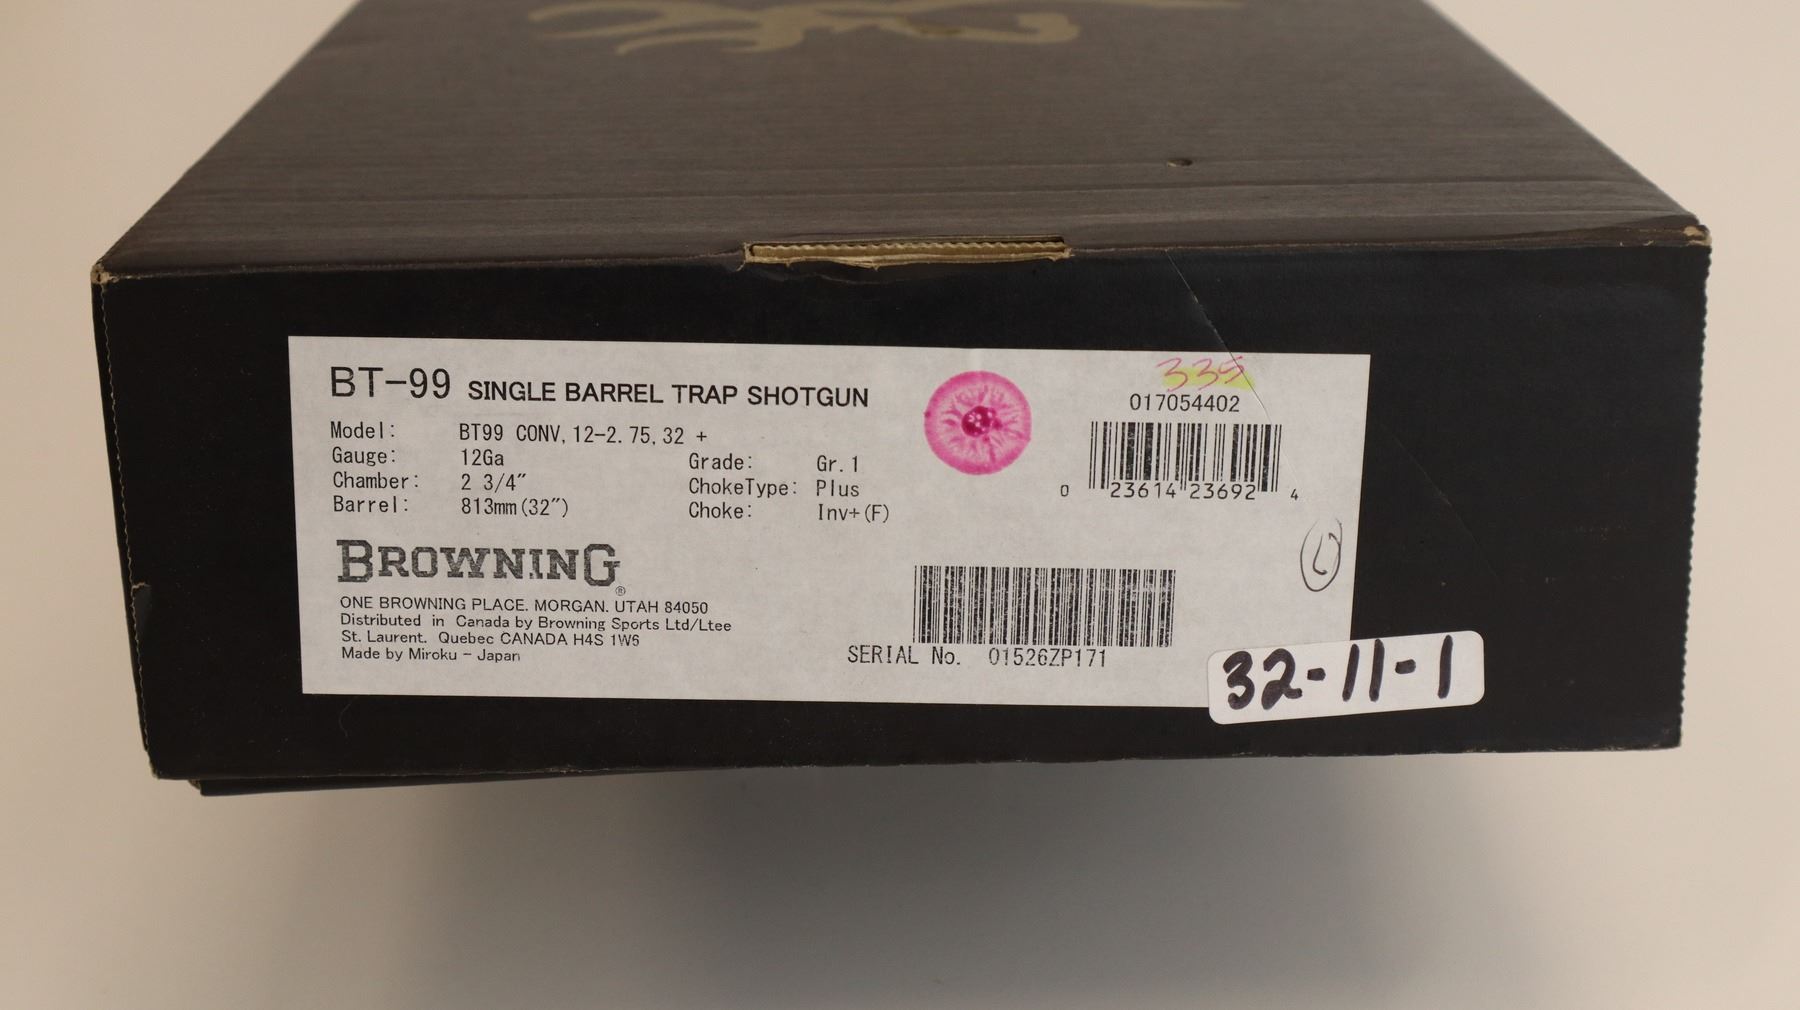 BT-99 SINGLE BARREL TRAP SHOTGUN
Model: BT99 CONV, 12-2.75, 32 +
Gauge: 12Ga
Chamber: 2 3/4"
Barrel: 813mm(32")
Grade: Gr.1
ChokeType: Plus
Choke: Inv+(F)
335
017054402
0 23614 23692 4
BROWNING®
ONE BROWNING PLACE. MORGAN. UTAH 84050
Distributed in Canada by Browning Sports Ltd/Ltee
St. Laurent. Quebec CANADA H4S 1W6
Made by Miroku - Japan
SERIAL No. 01526ZP171
32-11-1